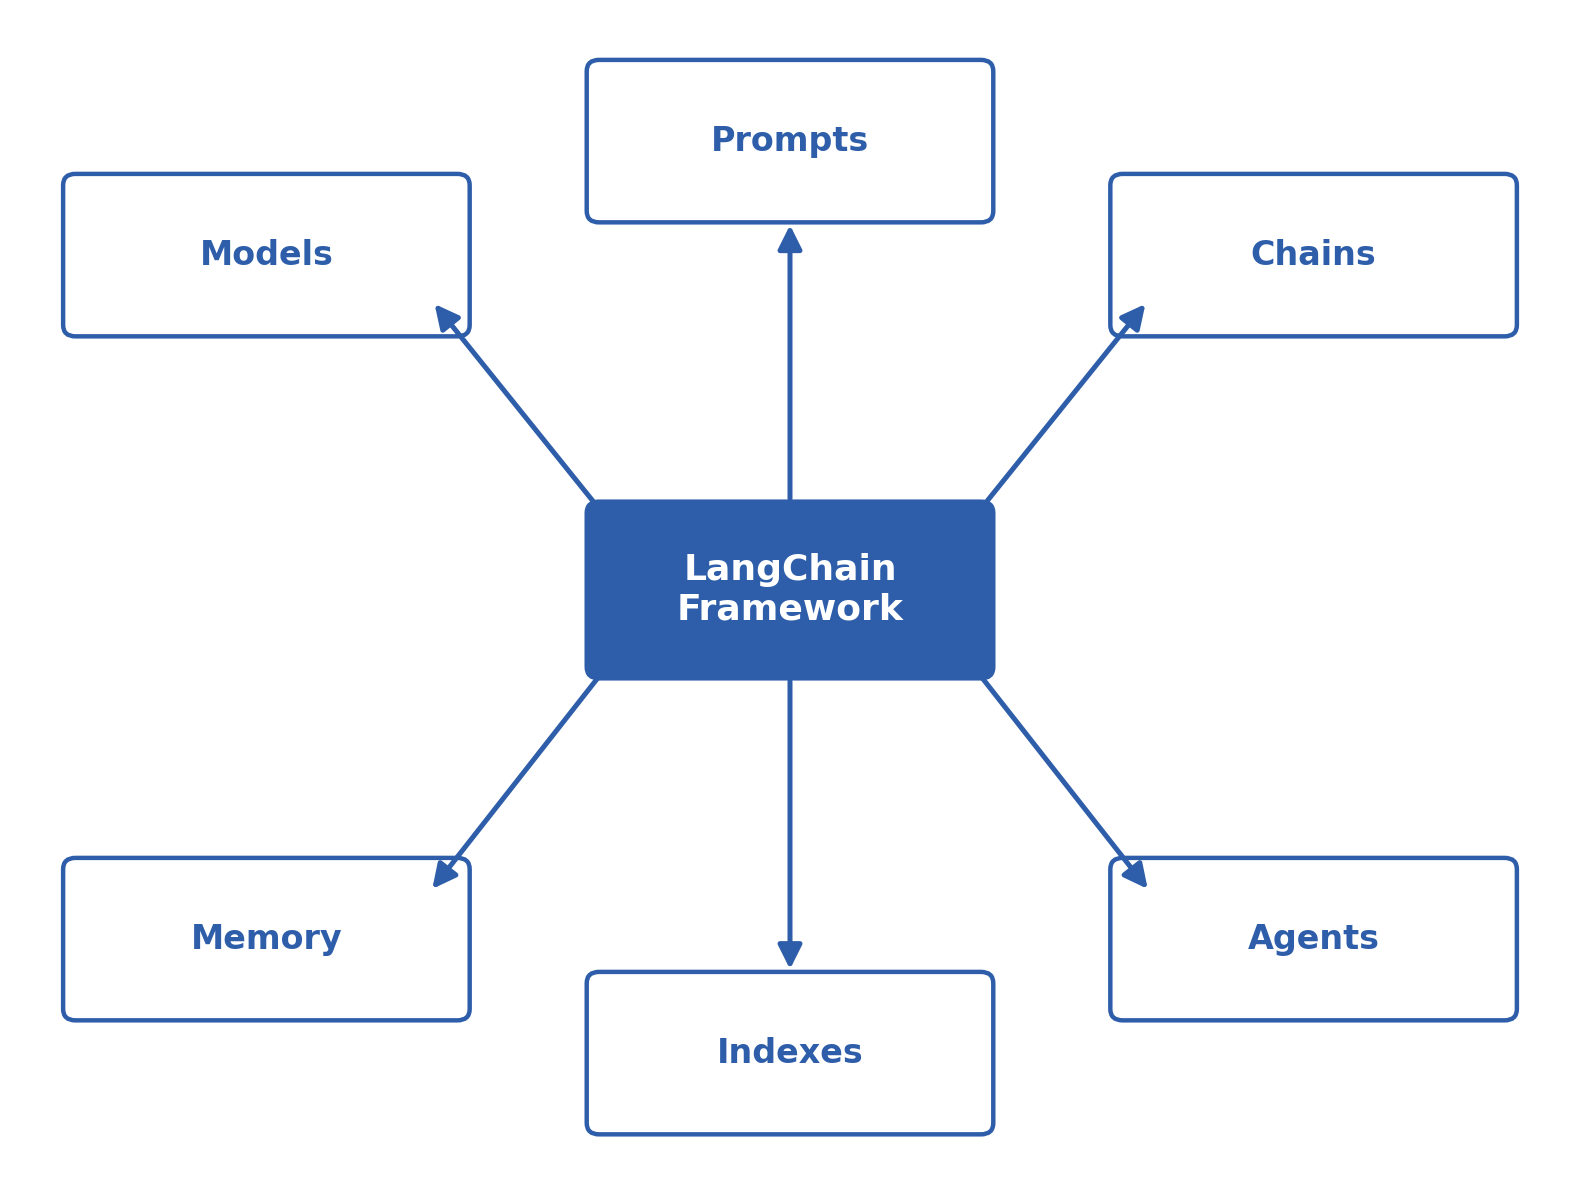 Prompts
Models
Chains
LangChain
Framework
Memory
Agents
Indexes